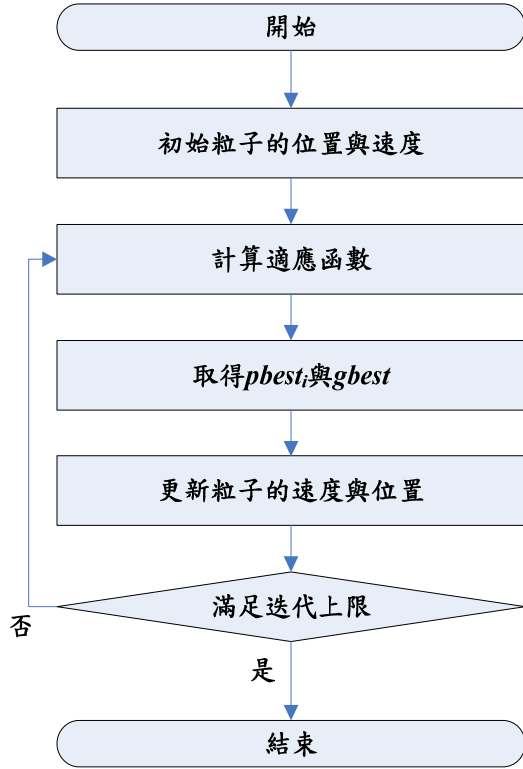 開始
初始粒子的位置與速度
計算適應函數
取得pbestᵢ與gbest
更新粒子的速度與位置
滿足迭代上限
否
是
結束